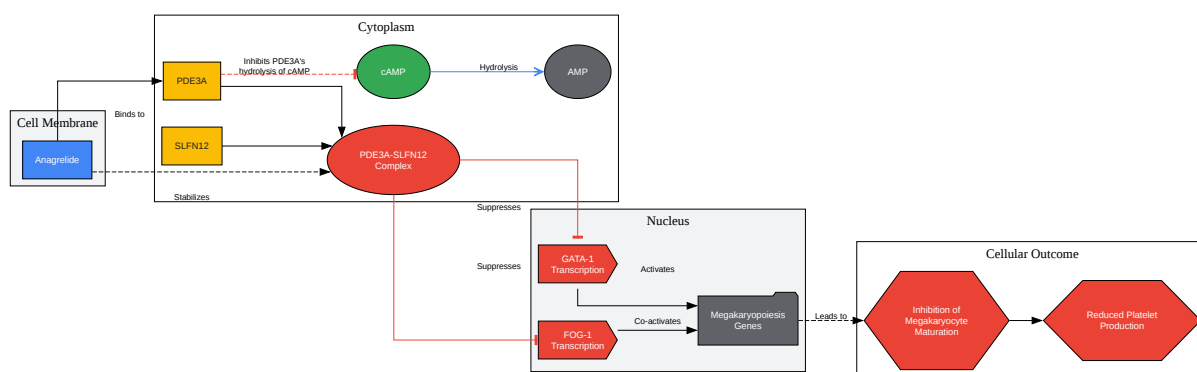 Cytoplasm
Inhibits PDE3A's
hydrolysis of cAMP
PDE3A
cAMP
Hydrolysis
AMP
Cell Membrane
Binds to
Anagrelide
SLFN12
PDE3A-SLFN12
Complex
Stabilizes
Suppresses
Nucleus
Suppresses
GATA-1
Transcription
Activates
Megakaryopoiesis
Genes
Co-activates
FOG-1
Transcription
Leads to
Cellular Outcome
Inhibition of
Megakaryocyte
Maturation
Reduced Platelet
Production